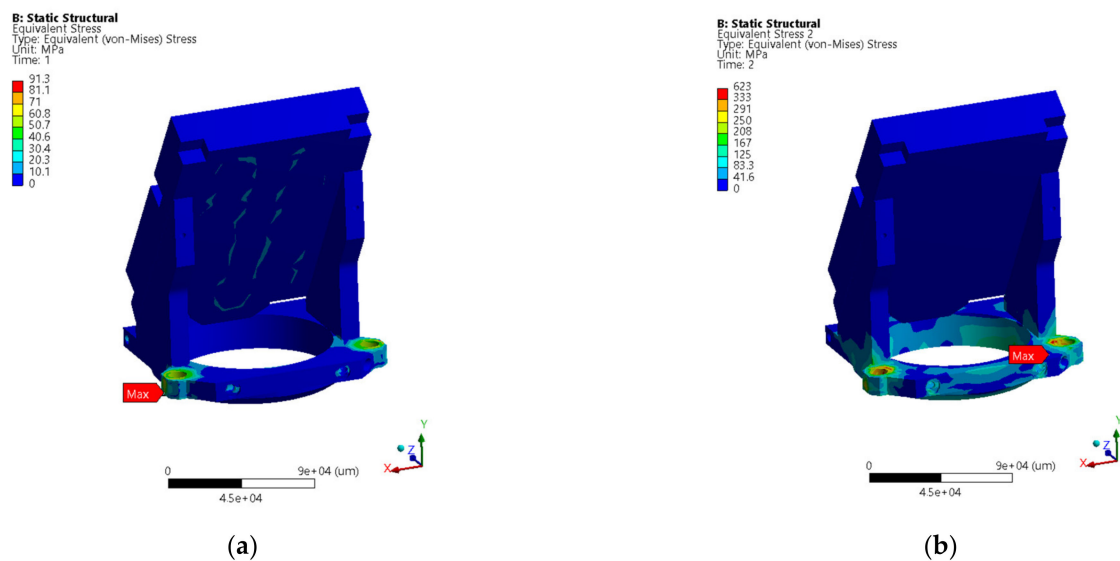 B: Static Structural
Equivalent Stress
Type: Equivalent (von-Mises) Stress
Unit: MPa
Time: 1
91.3
81.1
71
60.8
50.7
40.6
30.4
20.3
10.1
0
Max
Y
Z
X
0
9e+04 (um)
4.5e+04
(a)
B: Static Structural
Equivalent Stress 2
Type: Equivalent (von-Mises) Stress
Unit: MPa
Time: 2
623
333
291
250
208
167
125
83.3
41.6
0
Max
Y
Z
X
0
9e+04 (um)
4.5e+04
(b)